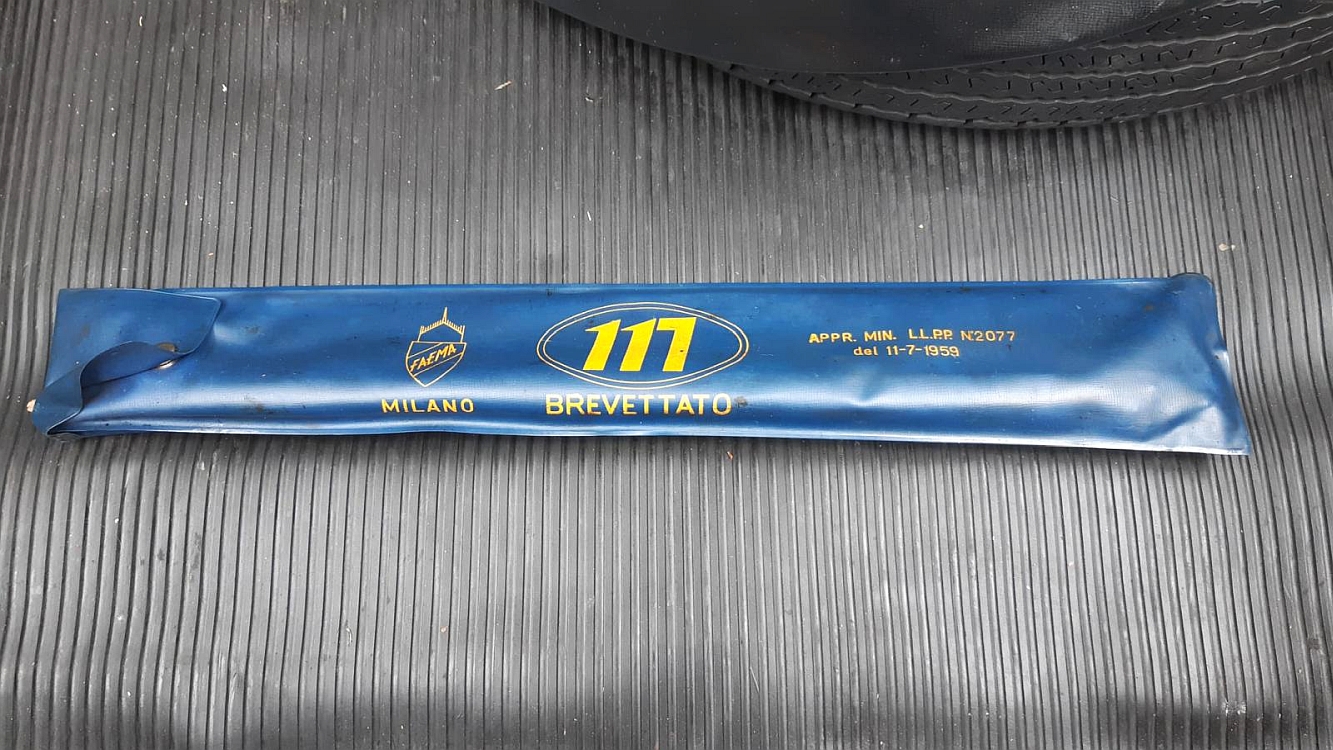 FAEMA
MILANO
117
BREVETTATO
APPR. MIN. LL.PP. N°2077
del 11-7-1959